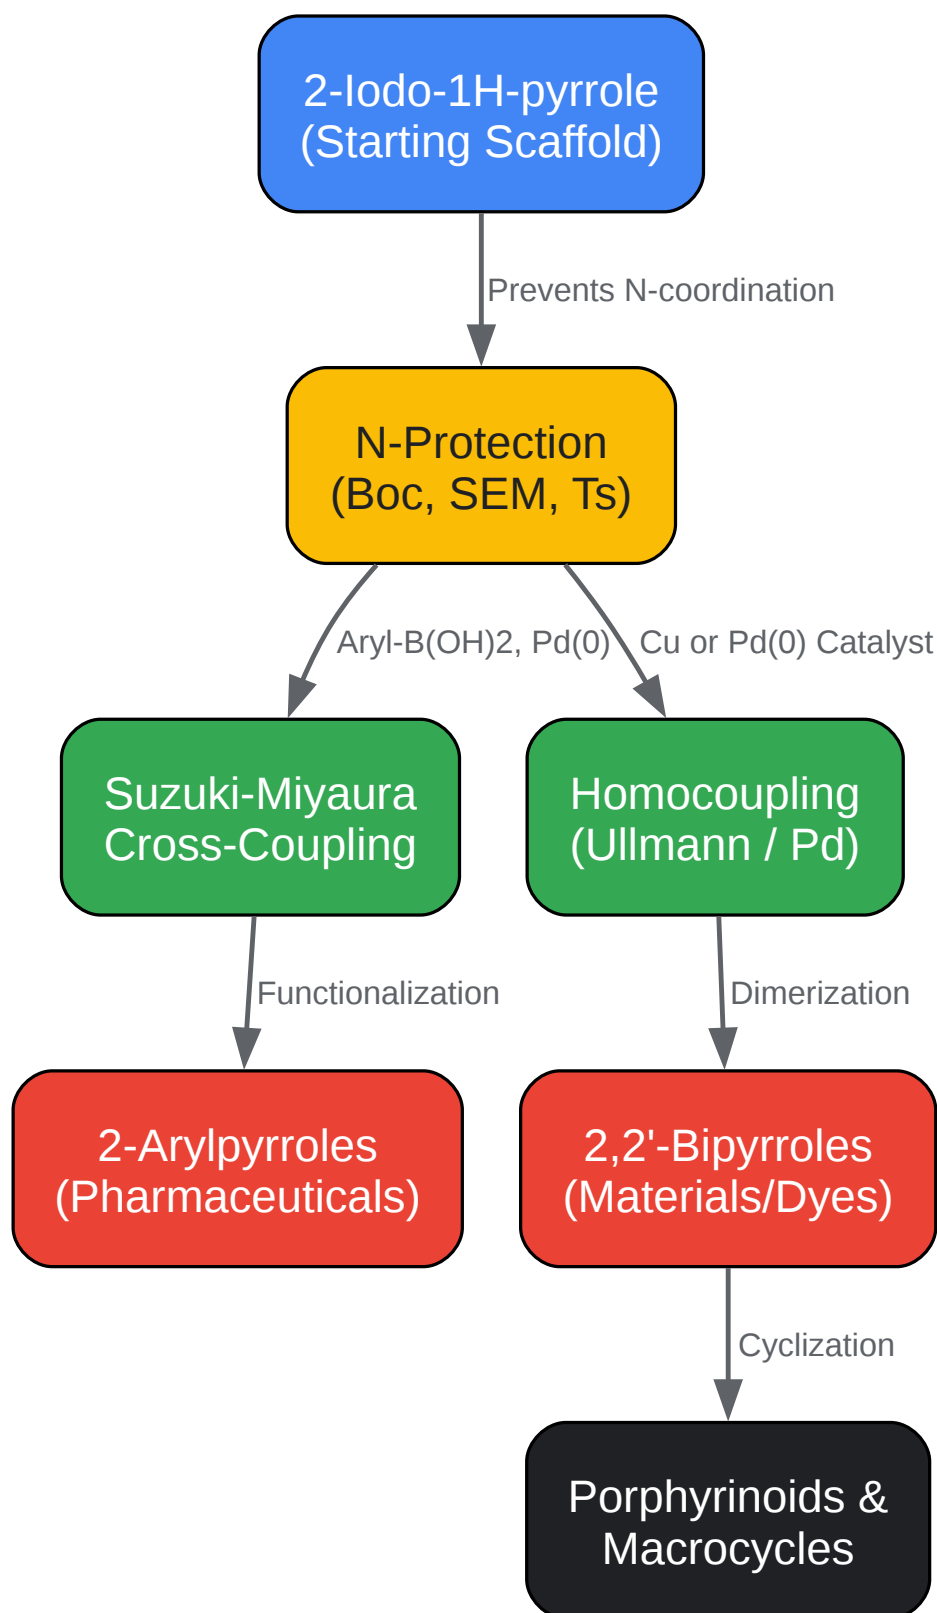 2-Iodo-1H-pyrrole
(Starting Scaffold)
Prevents N-coordination
N-Protection
(Boc, SEM, Ts)
Aryl-B(OH)2, Pd(0)
Cu or Pd(0) Catalyst
Suzuki-Miyaura
Cross-Coupling
Homocoupling
(Ullmann / Pd)
Functionalization
Dimerization
2-Arylpyrroles
(Pharmaceuticals)
2,2'-Bipyrroles
(Materials/Dyes)
Cyclization
Porphyrinoids &
Macrocycles